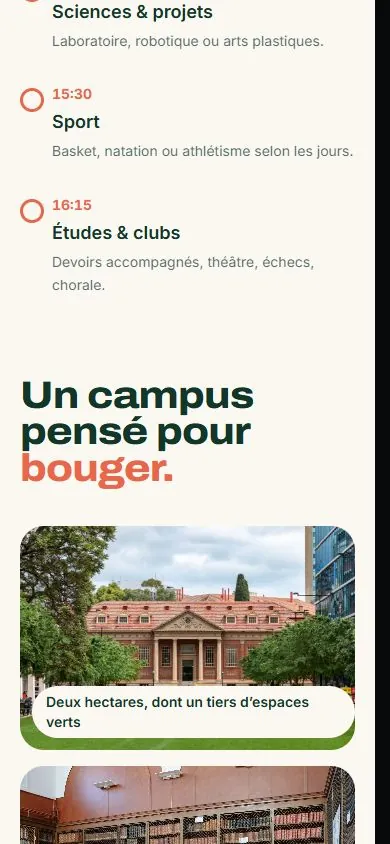 Sciences & projets
Laboratoire, robotique ou arts plastiques.
15:30
Sport
Basket, natation ou athlétisme selon les jours.
16:15
Études & clubs
Devoirs accompagnés, théâtre, échecs,
chorale.
Un campus
pensé pour
bouger.
Deux hectares, dont un tiers d’espaces
verts